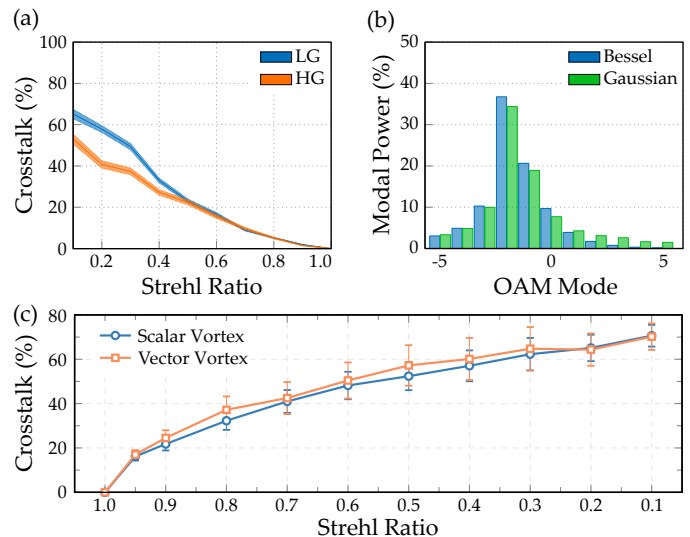 (a)
100
80
60
40
20
0
0.2
0.4
0.6
0.8
1.0
Crosstalk (%)
Strehl Ratio
LG
HG
(b)
50
40
30
20
10
0
-5
0
5
Modal Power (%)
OAM Mode
Bessel
Gaussian
(c)
80
60
40
20
0
1.0
0.9
0.8
0.7
0.6
0.5
0.4
0.3
0.2
0.1
Crosstalk (%)
Strehl Ratio
Scalar Vortex
Vector Vortex